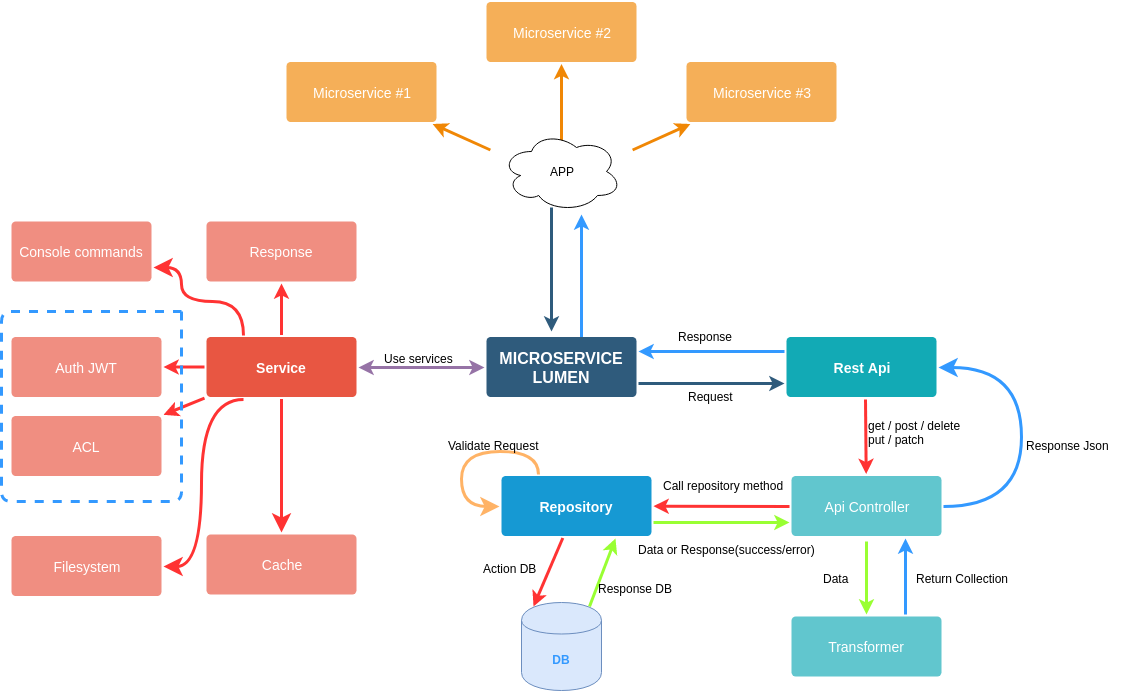 Microservice #2
Microservice #1
Microservice #3
APP
Console commands
Response
Auth JWT
Service
Use services
MICROSERVICE
LUMEN
Response
Request
Rest Api
ACL
Validate Request
get / post / delete
put / patch
Response Json
Call repository method
Repository
Api Controller
Data or Response(success/error)
Filesystem
Cache
Action DB
Response DB
Data
Return Collection
DB
Transformer